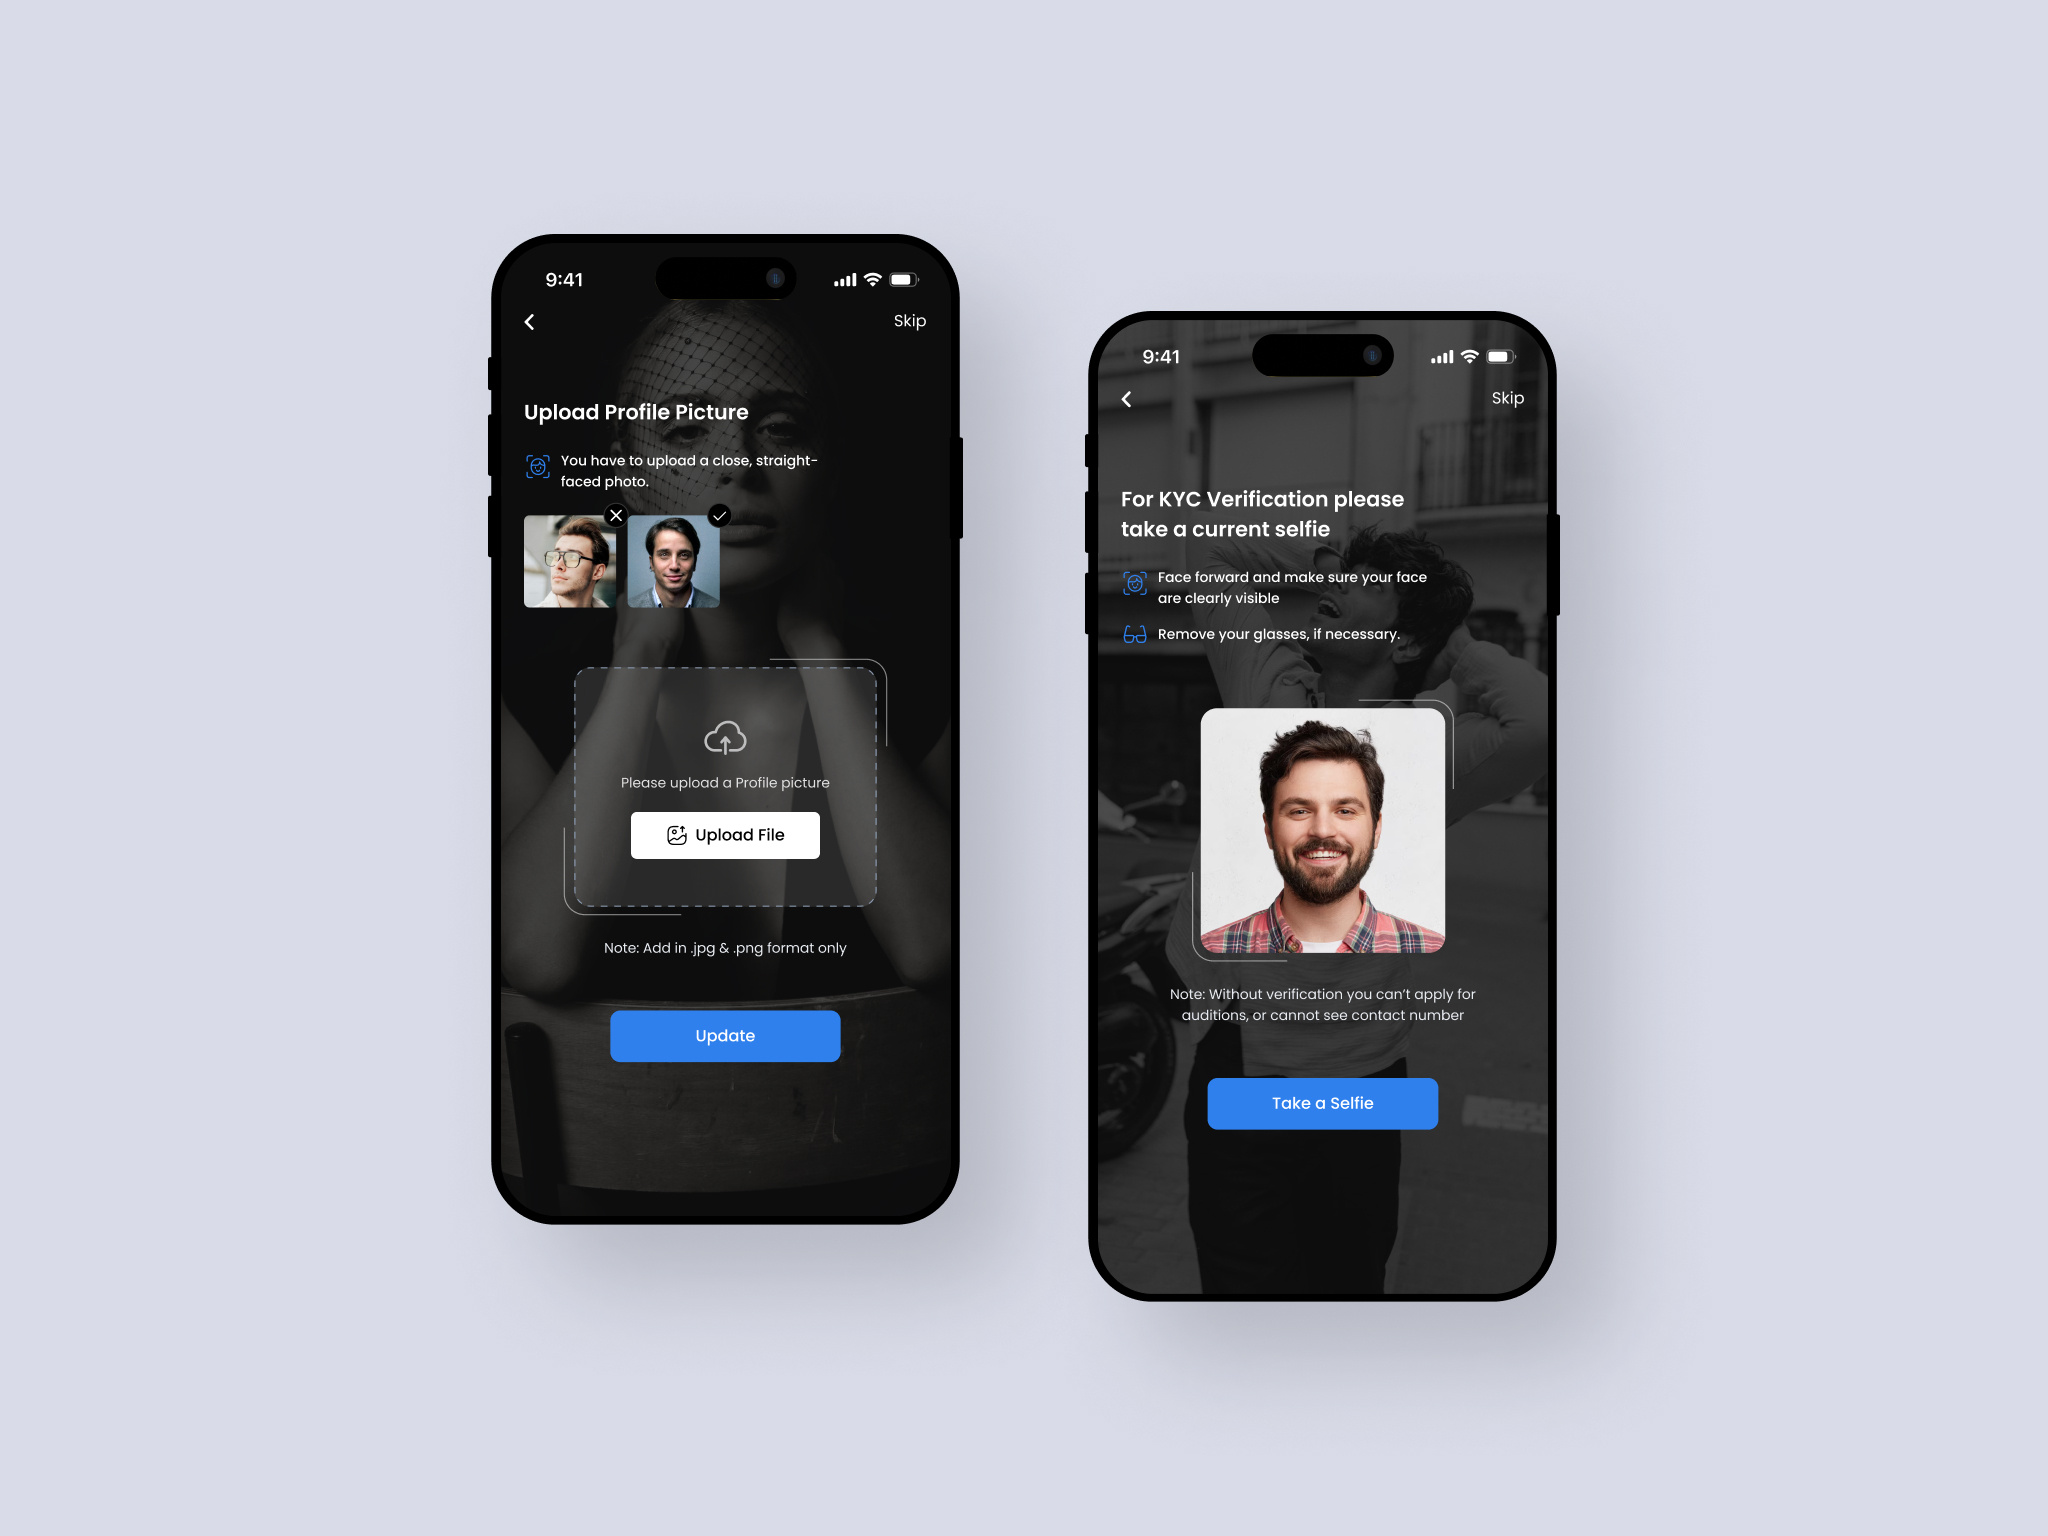 9:41
Skip
Upload Profile Picture
You have to upload a close, straight-
faced photo.
Please upload a Profile picture
Upload File
Note: Add in .jpg & .png format only
Update
9:41
Skip
For KYC Verification please
take a current selfie
Face forward and make sure your face
are clearly visible
Remove your glasses, if necessary.
Note: Without verification you can't apply for
auditions, or cannot see contact number
Take a Selfie